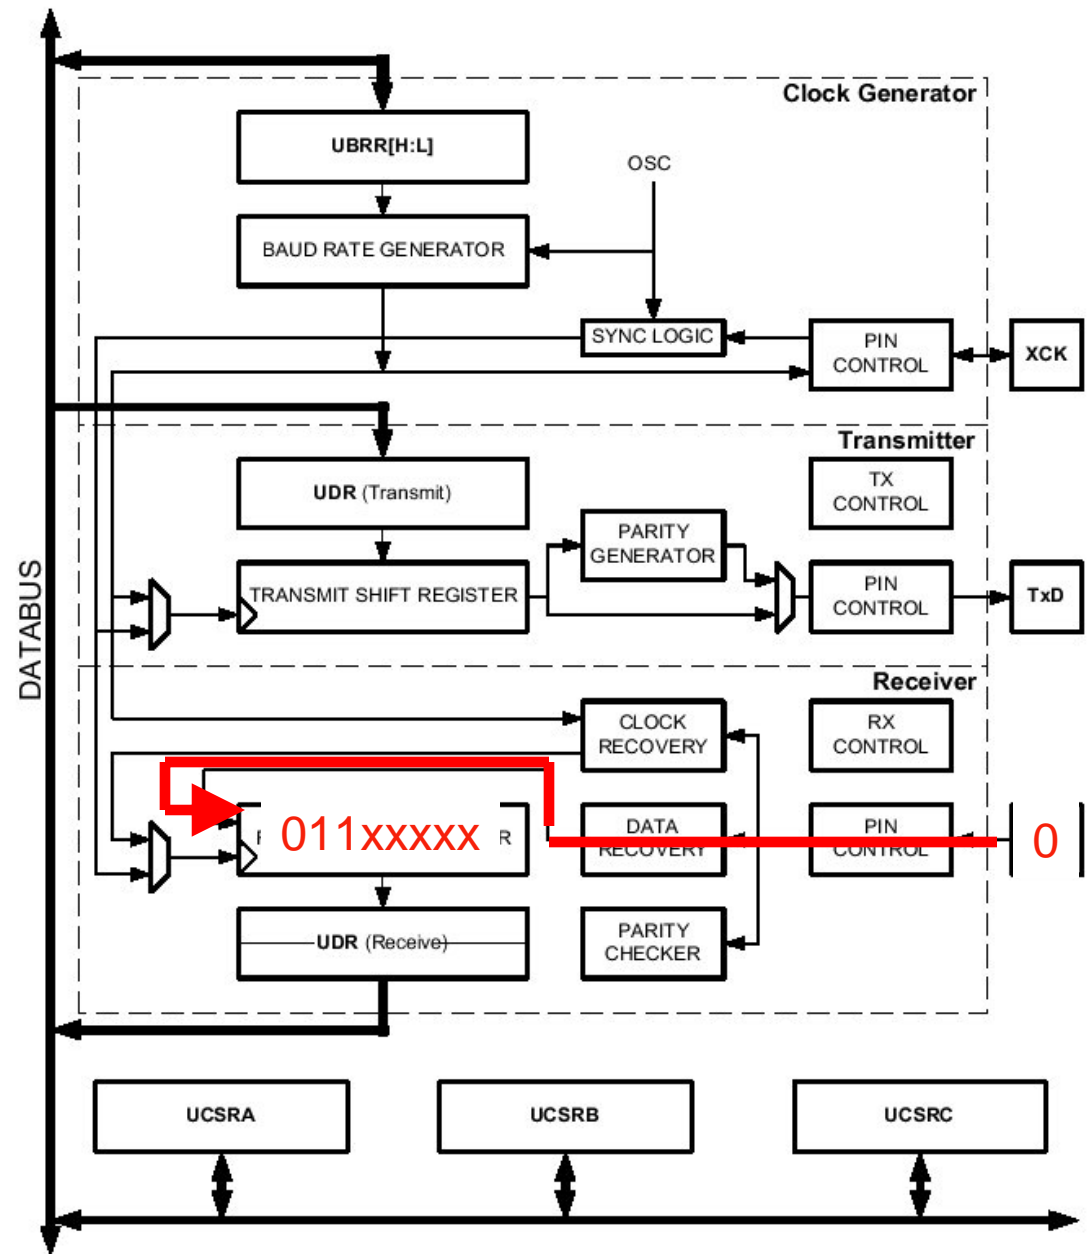 Clock Generator
UBRR[H:L]
OSC
BAUD RATE GENERATOR
SYNC LOGIC
PIN
CONTROL
XCK
Transmitter
UDR (Transmit)
TX
CONTROL
PARITY
GENERATOR
TRANSMIT SHIFT REGISTER
PIN
CONTROL
TxD
DATABUS
Receiver
CLOCK
RECOVERY
RX
CONTROL
011xxxxx
R
DATA
RECOVERY
PIN
CONTROL
0
UDR (Receive)
PARITY
CHECKER
UCSRA
UCSRB
UCSRC